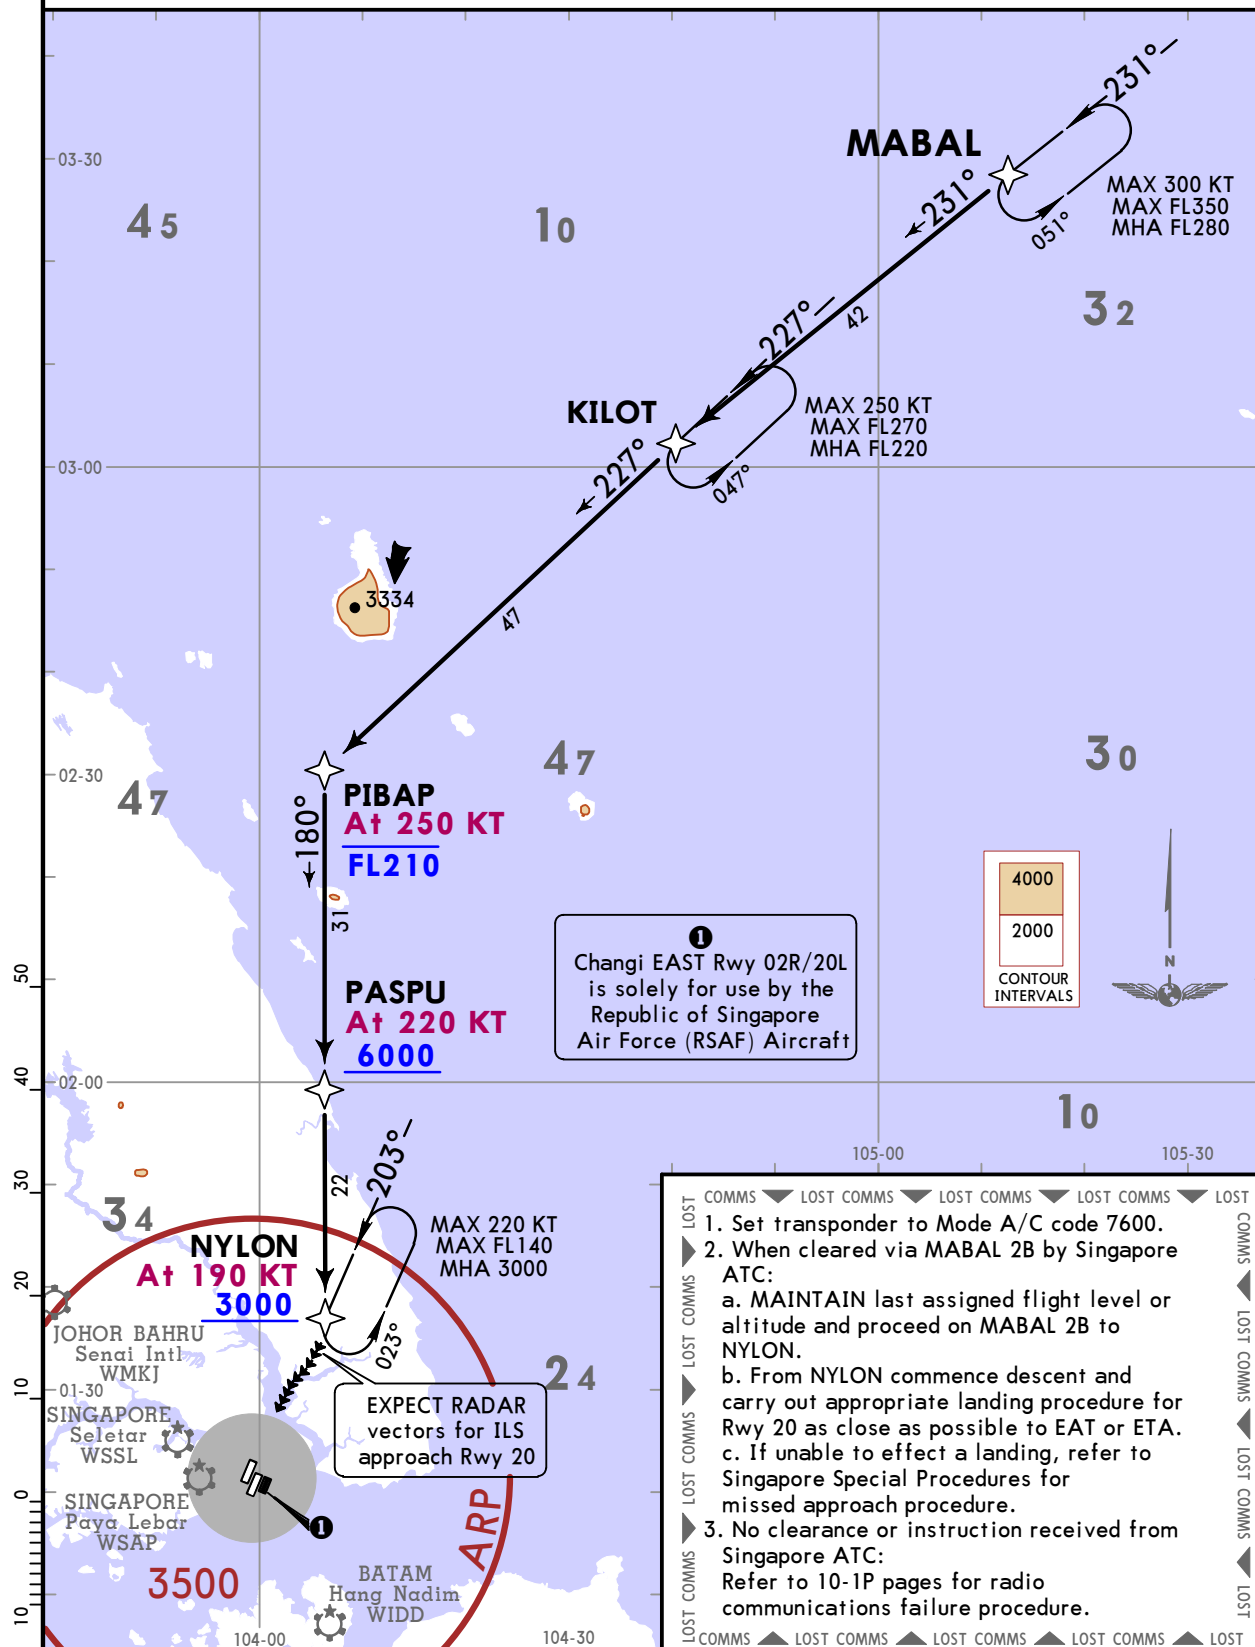 231°
MABAL
03-30
231°
MAX 300 KT
MAX FL350
MHA FL280
051°
45
10
32
227°
42
KILOT
MAX 250 KT
MAX FL270
MHA FL220
03-00
227°
047°
3334
47
02-30
47
47
30
PIBAP
At 250 KT
FL210
180°
31
4000
2000
CONTOUR
INTERVALS
N
1
Changi EAST Rwy 02R/20L
is solely for use by the
Republic of Singapore
Air Force (RSAF) Aircraft
PASPU
At 220 KT
6000
50
40
30
20
10
0
10
02-00
10
105-00
105-30
203°
22
34
MAX 220 KT
MAX FL140
MHA 3000
NYLON
At 190 KT
3000
023°
JOHOR BAHRU
Senai Intl
WMKJ
24
01-30
EXPECT RADAR
vectors for ILS
approach Rwy 20
SINGAPORE
Seletar
WSSL
SINGAPORE
Paya Lebar
WSAP
1
ARP
3500
BATAM
Hang Nadim
WIDD
104-00
104-30
LOST COMMS LOST COMMS LOST COMMS LOST COMMS LOST
1. Set transponder to Mode A/C code 7600.
2. When cleared via MABAL 2B by Singapore
ATC:
a. MAINTAIN last assigned flight level or
altitude and proceed on MABAL 2B to
NYLON.
b. From NYLON commence descent and
carry out appropriate landing procedure for
Rwy 20 as close as possible to EAT or ETA.
c. If unable to effect a landing, refer to
Singapore Special Procedures for
missed approach procedure.
3. No clearance or instruction received from
Singapore ATC:
Refer to 10-1P pages for radio
communications failure procedure.
LOST COMMS LOST COMMS LOST COMMS
COMMS LOST COMMS LOST COMMS LOST
COMMS LOST COMMS LOST COMMS LOST COMMS LOST